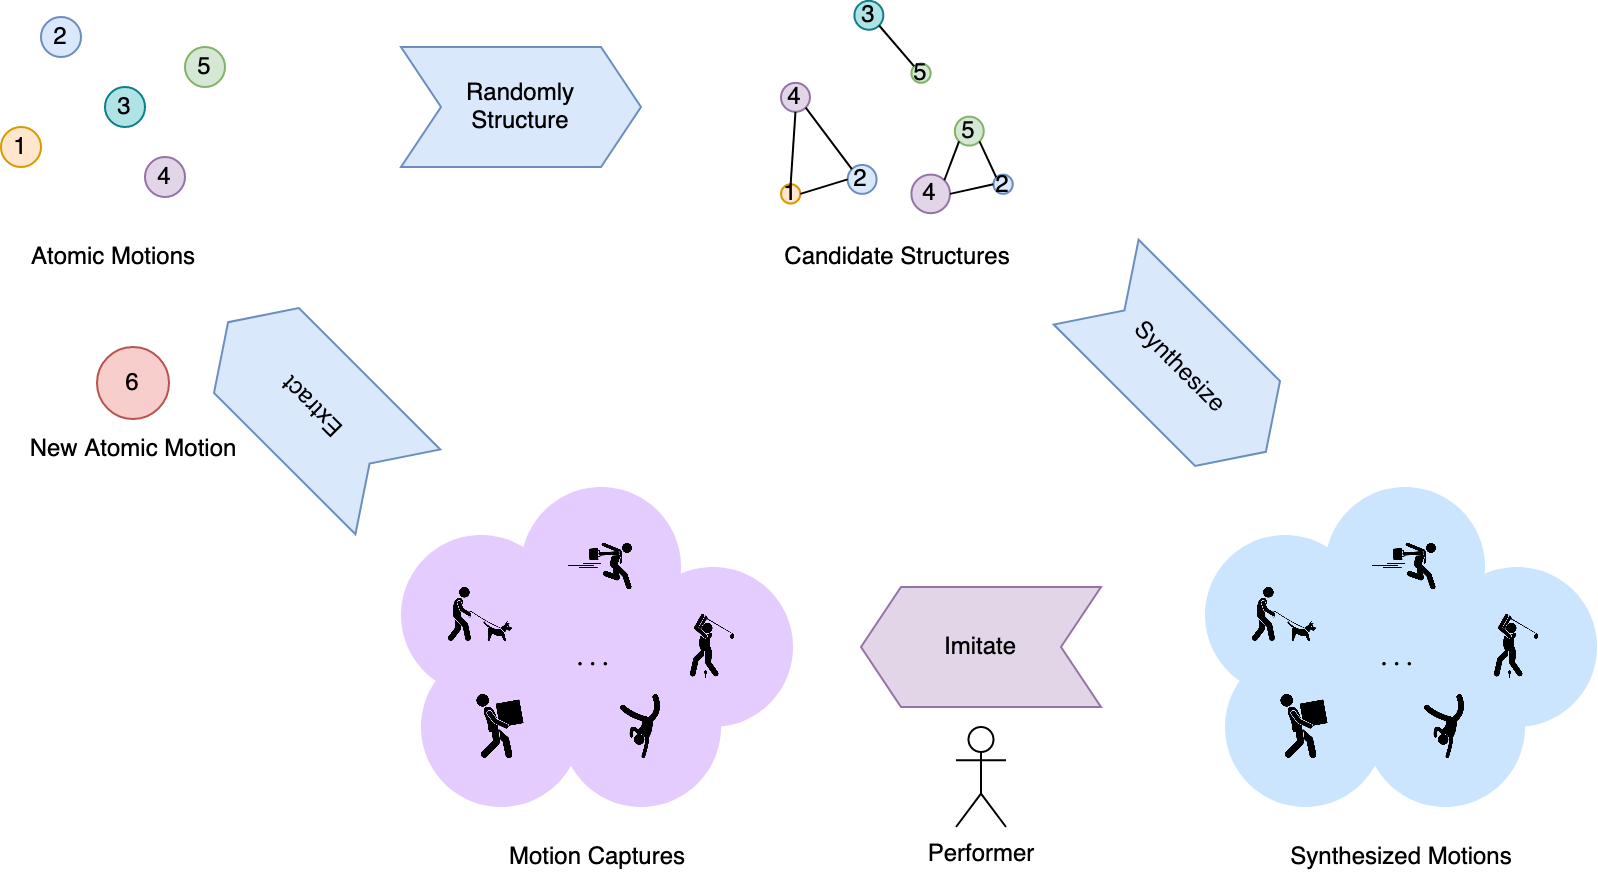 2
5
3
1
4
Atomic Motions
Randomly
Structure
3
5
4
1
2
5
4
2
Candidate Structures
Synthesize
6
New Atomic Motion
Extract
Imitate
...
...
Motion Captures
Performer
Synthesized Motions